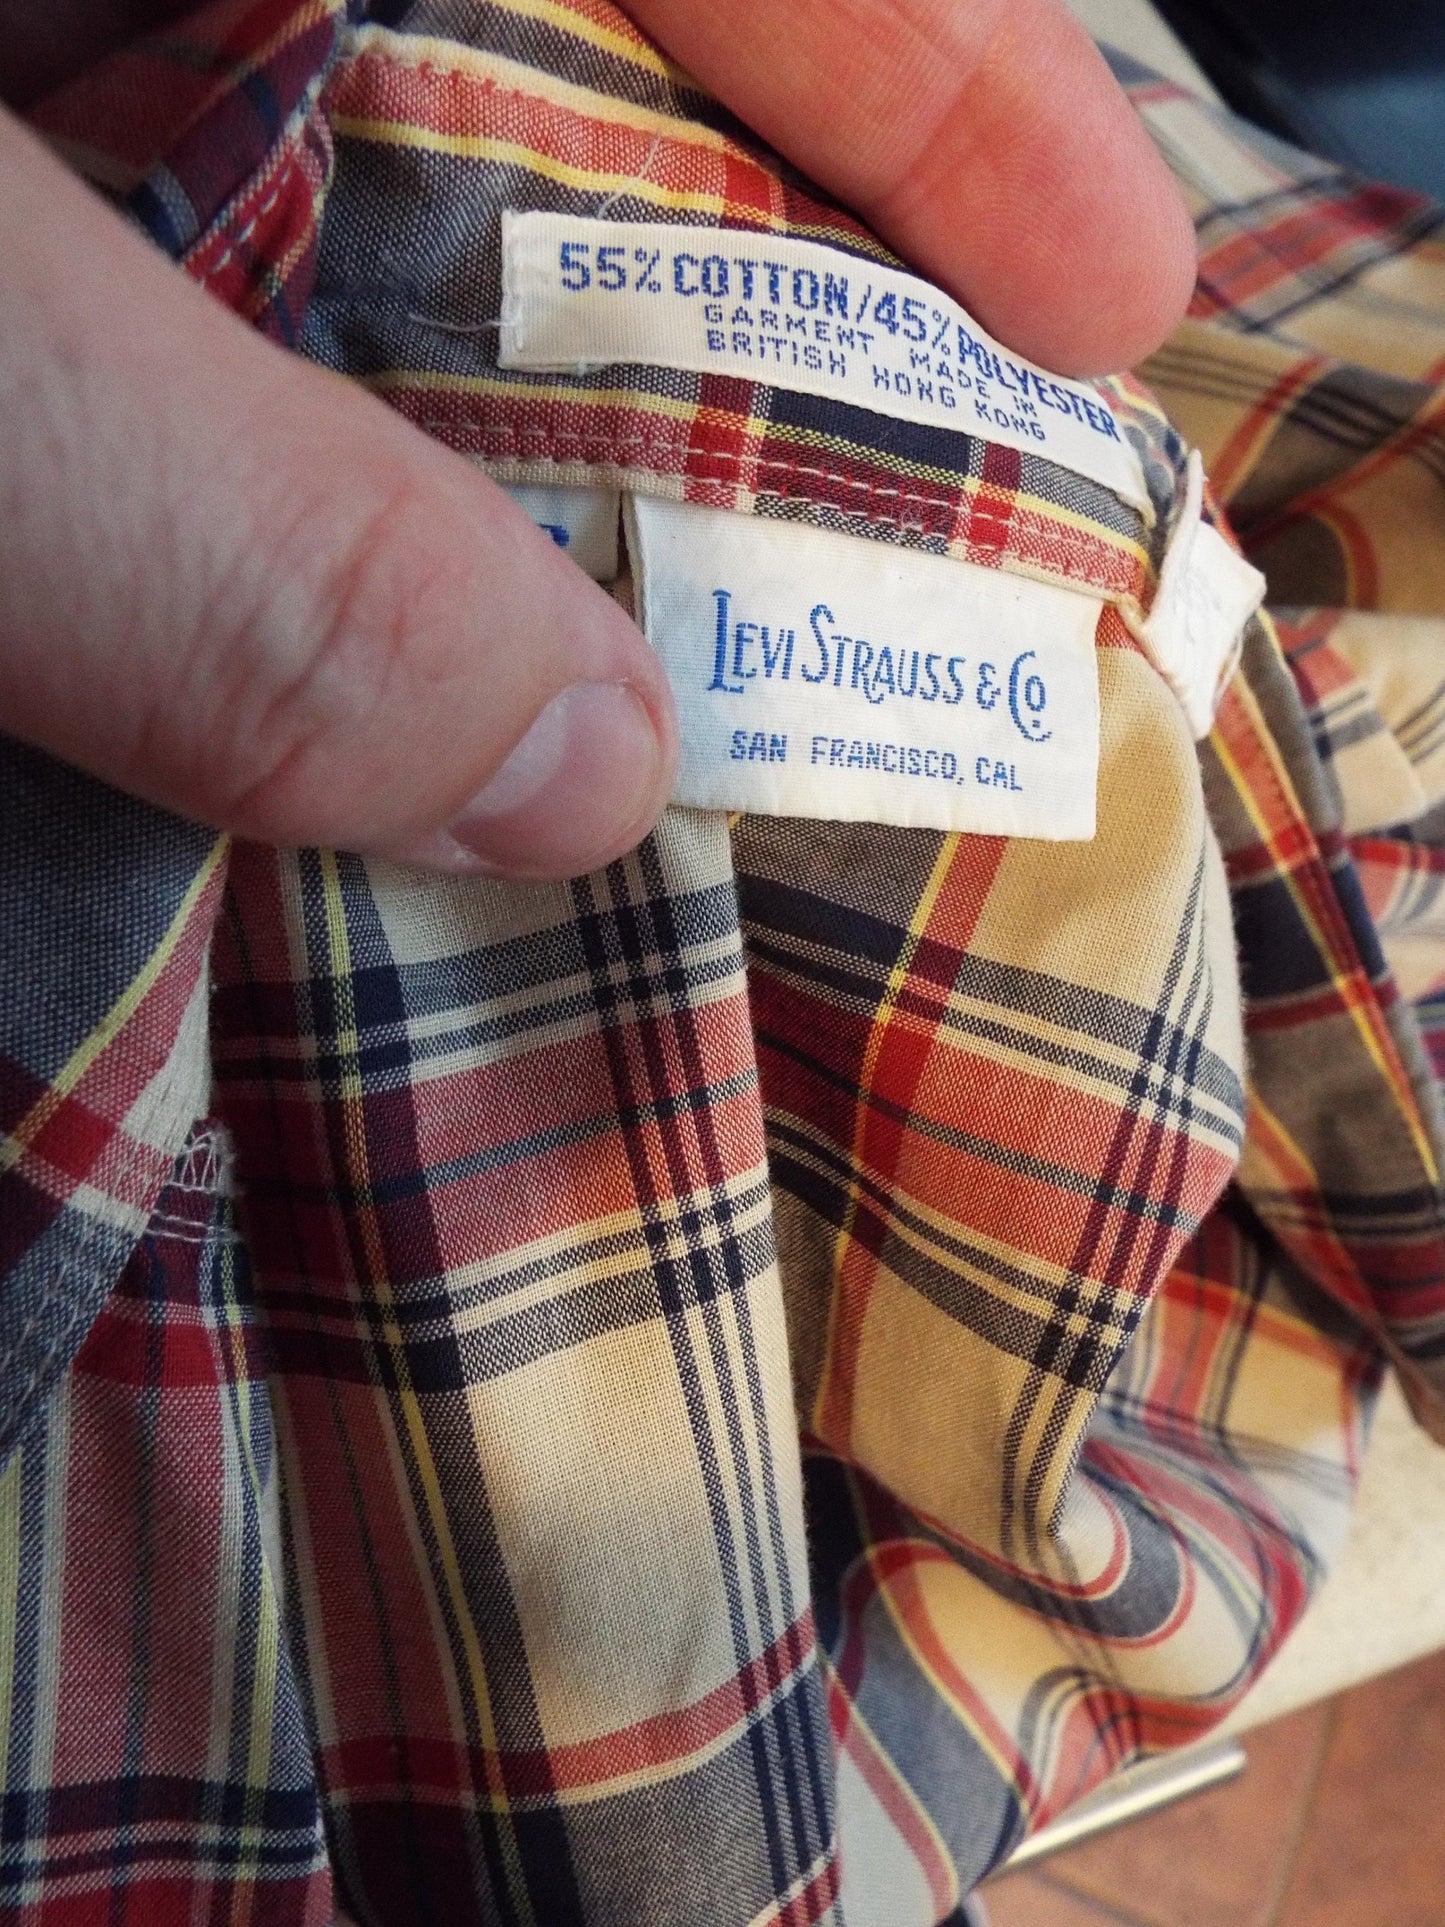 55% COTTON/45% POLYESTER
GARMENT MADE IN
BRITISH HONG KONG
LEVI STRAUSS & CO.
SAN FRANCISCO, CAL